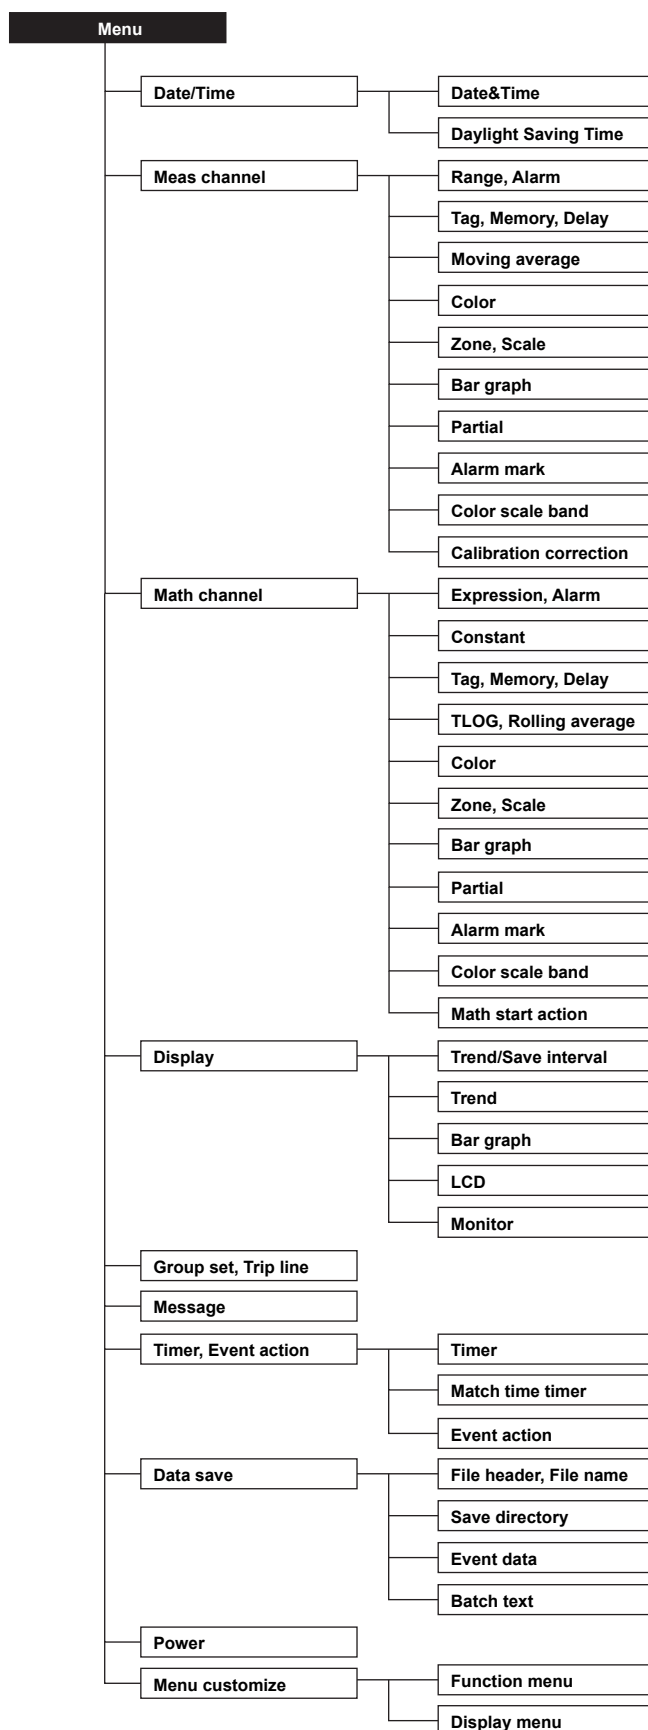 Menu
Date/Time
Date&Time
Daylight Saving Time
Meas channel
Range, Alarm
Tag, Memory, Delay
Moving average
Color
Zone, Scale
Bar graph
Partial
Alarm mark
Color scale band
Calibration correction
Math channel
Expression, Alarm
Constant
Tag, Memory, Delay
TLOG, Rolling average
Color
Zone, Scale
Bar graph
Partial
Alarm mark
Color scale band
Math start action
Display
Trend/Save interval
Trend
Bar graph
LCD
Monitor
Group set, Trip line
Message
Timer, Event action
Timer
Match time timer
Event action
Data save
File header, File name
Save directory
Event data
Batch text
Power
Menu customize
Function menu
Display menu